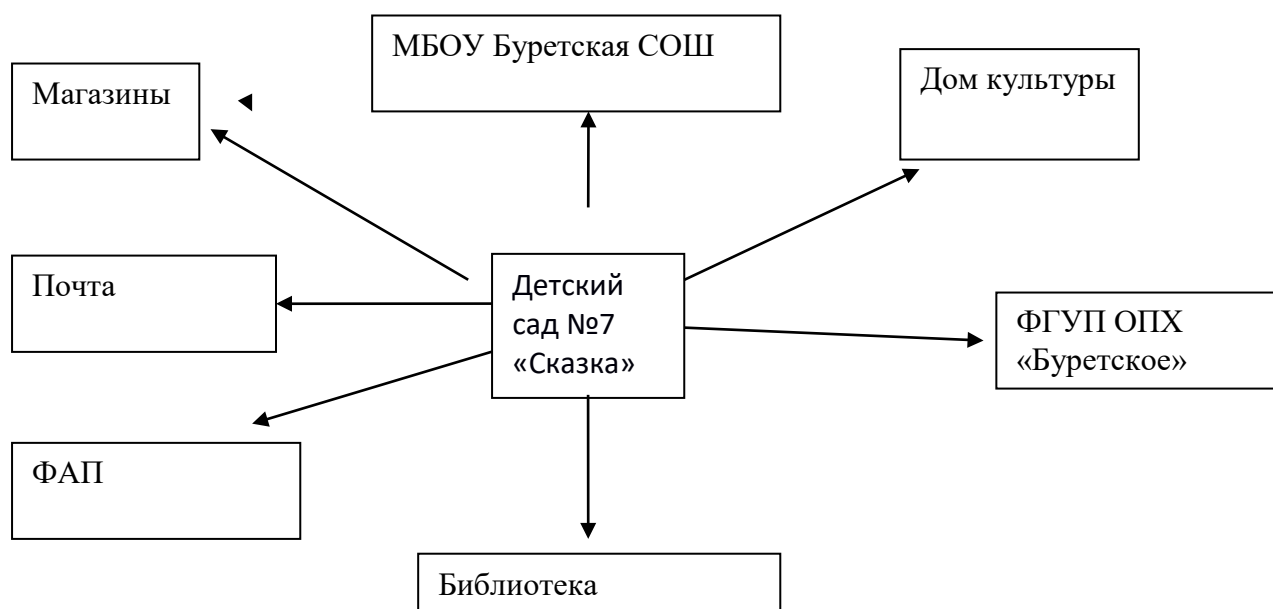 МБОУ Буретская СОШ
Магазины
Дом культуры
Почта
Детский
сад №7
«Сказка»
ФГУП ОПХ
«Буретское»
ФАП
Библиотека